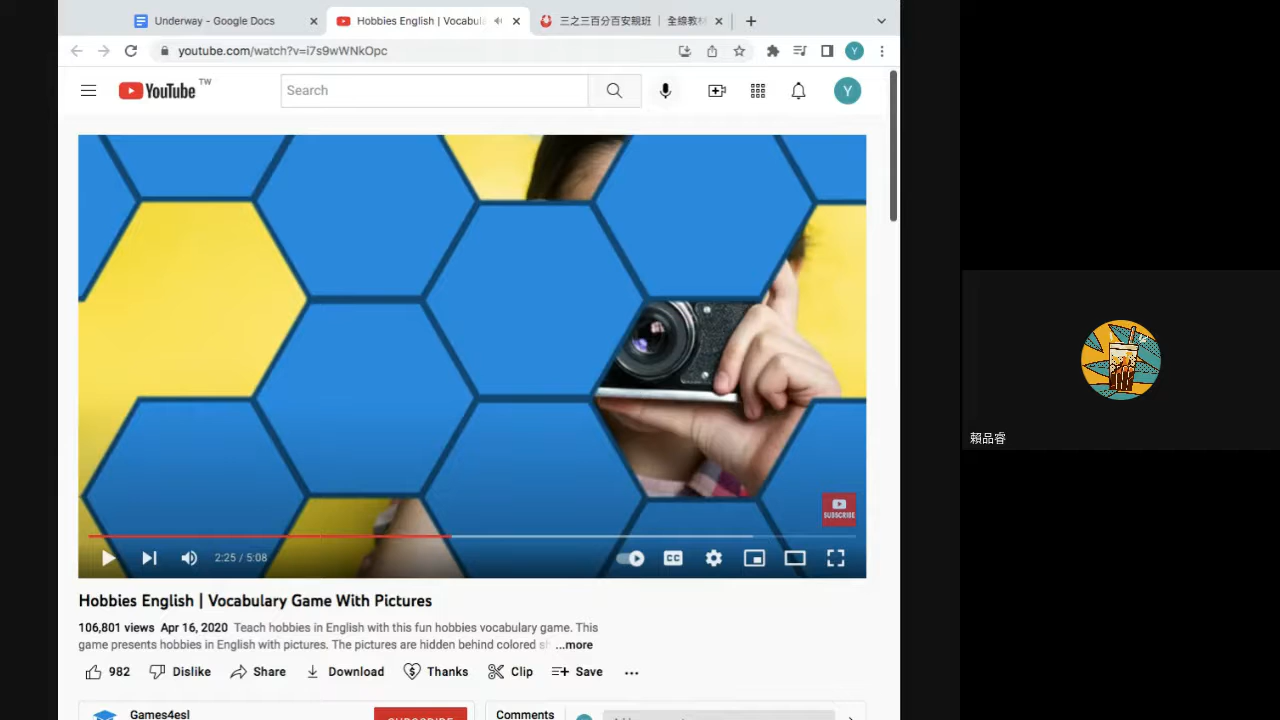 Underway - Google Docs
Hobbies English | Vocabul
三之三百分百安親班 | 全線教材
youtube.com/watch?v=i7s9wWNkOpc
Y
YouTube TW
Search
Y
SUBSCRIBE
2:25 / 5:08
CC
Hobbies English | Vocabulary Game With Pictures
106,801 views Apr 16, 2020 Teach hobbies in English with this fun hobbies vocabulary game. This
game presents hobbies in English with pictures. The pictures are hidden behind colored sh ...more
982 Dislike Share Download Thanks Clip Save
Games4esl
SUBSCRIBE
Comments
賴品睿